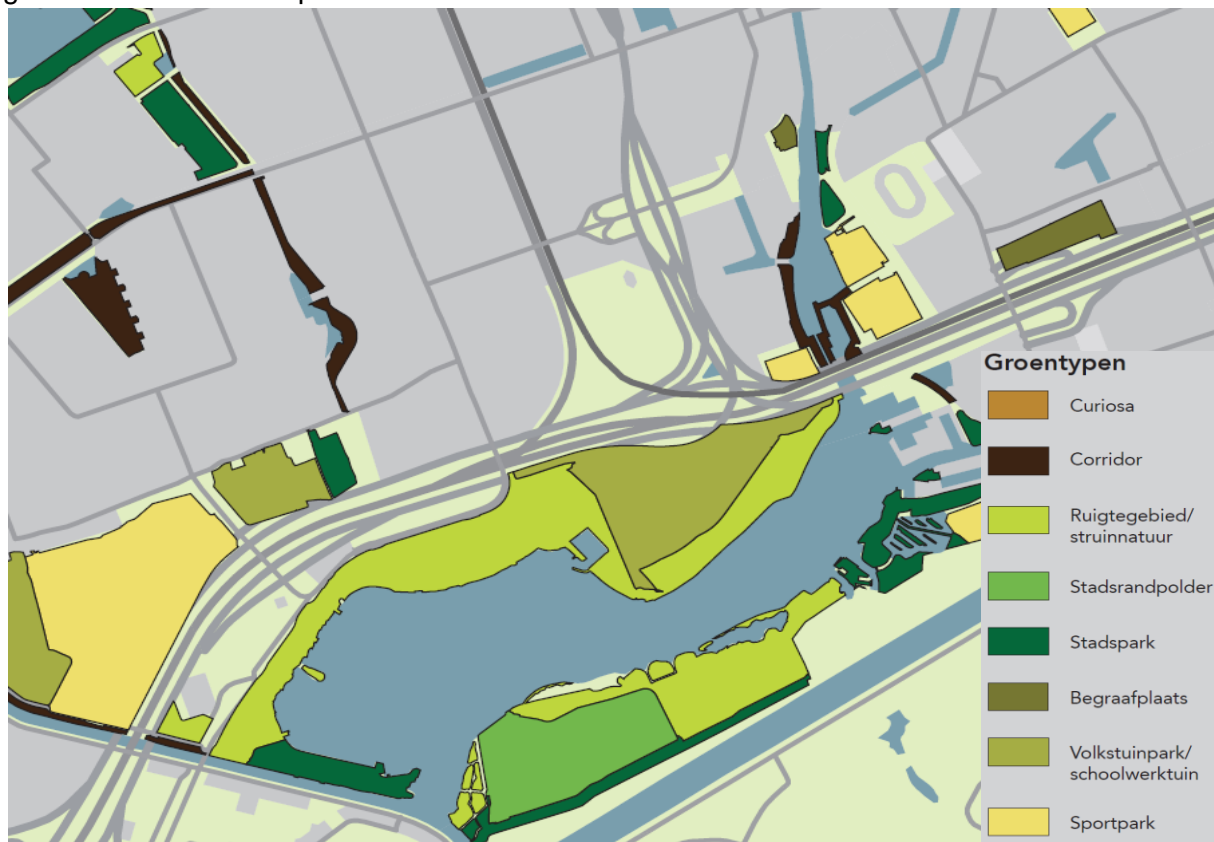 Groentypen
Curiosa
Corridor
Ruigtegebied/
struinnatuur
Stadsrandpolder
Stadspark
Begraafplaats
Volkstuinpark/
schoolwerktuin
Sportpark